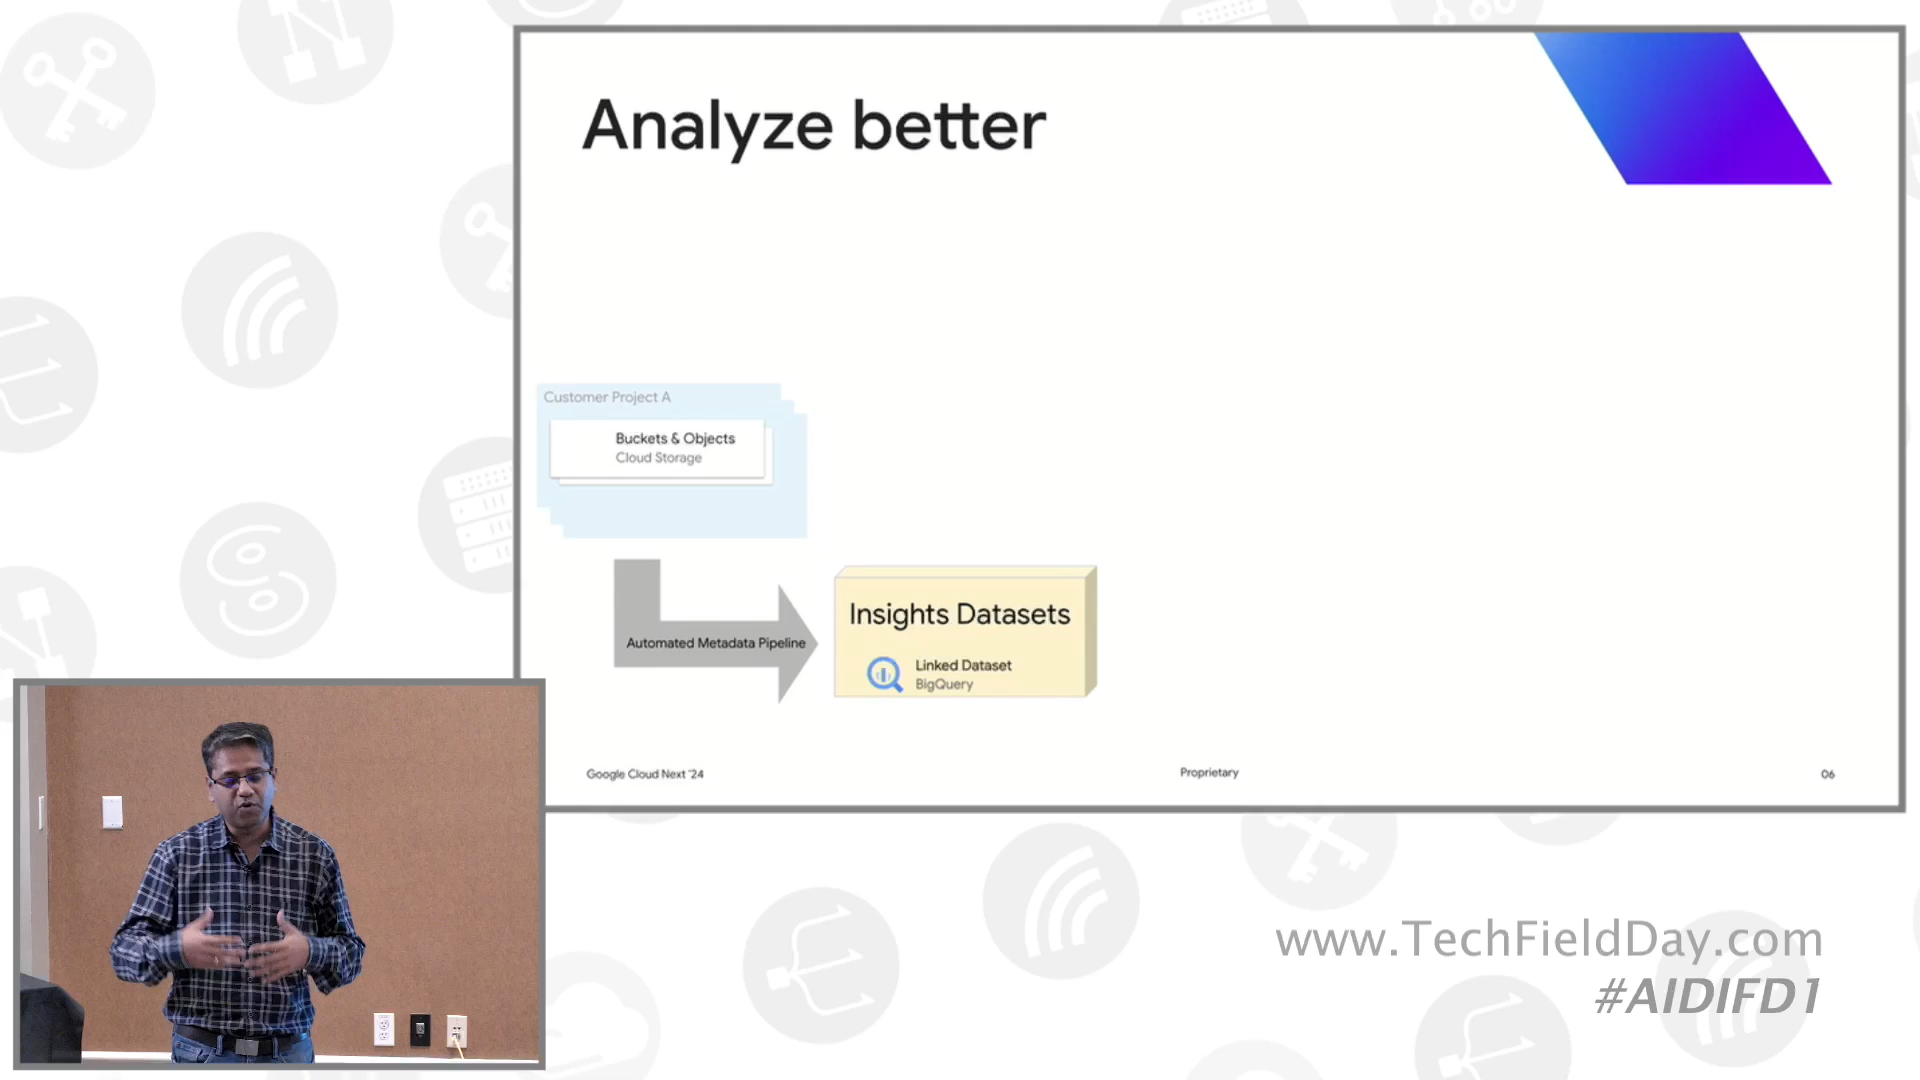 Analyze better
Customer Project A
Buckets & Objects
Cloud Storage
Automated Metadata Pipeline
Insights Datasets
Linked Dataset
BigQuery
Google Cloud Next '24
Proprietary
06
www.TechFieldDay.com
#AIDIFD1